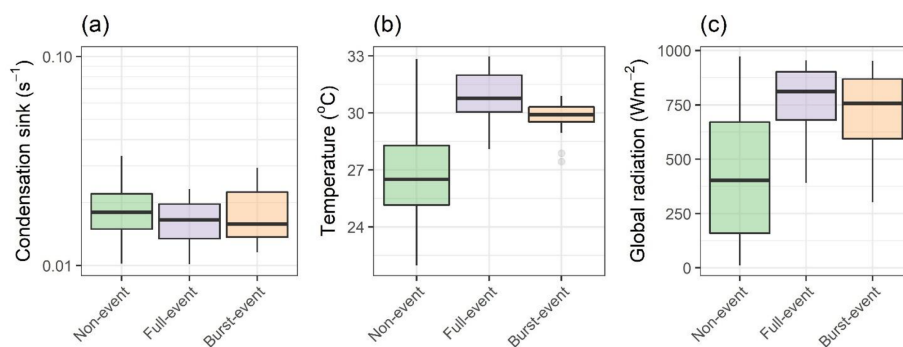 (a)
Condensation sink (s⁻¹)
0.10
0.01
Non-event
Full-event
Burst-event
(b)
Temperature (°C)
33
30
27
24
Non-event
Full-event
Burst-event
(c)
Global radiation (Wm⁻²)
1000
750
500
250
0
Non-event
Full-event
Burst-event